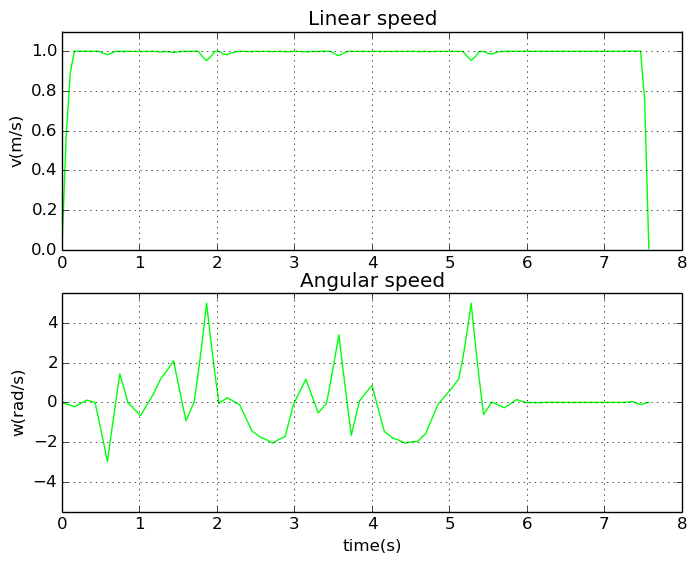 Linear speed
v(m/s)
1.0
0.8
0.6
0.4
0.2
0.0
0 1 2 3 4 5 6 7 8
Angular speed
w(rad/s)
4
2
0
−2
−4
0 1 2 3 4 5 6 7 8
time(s)